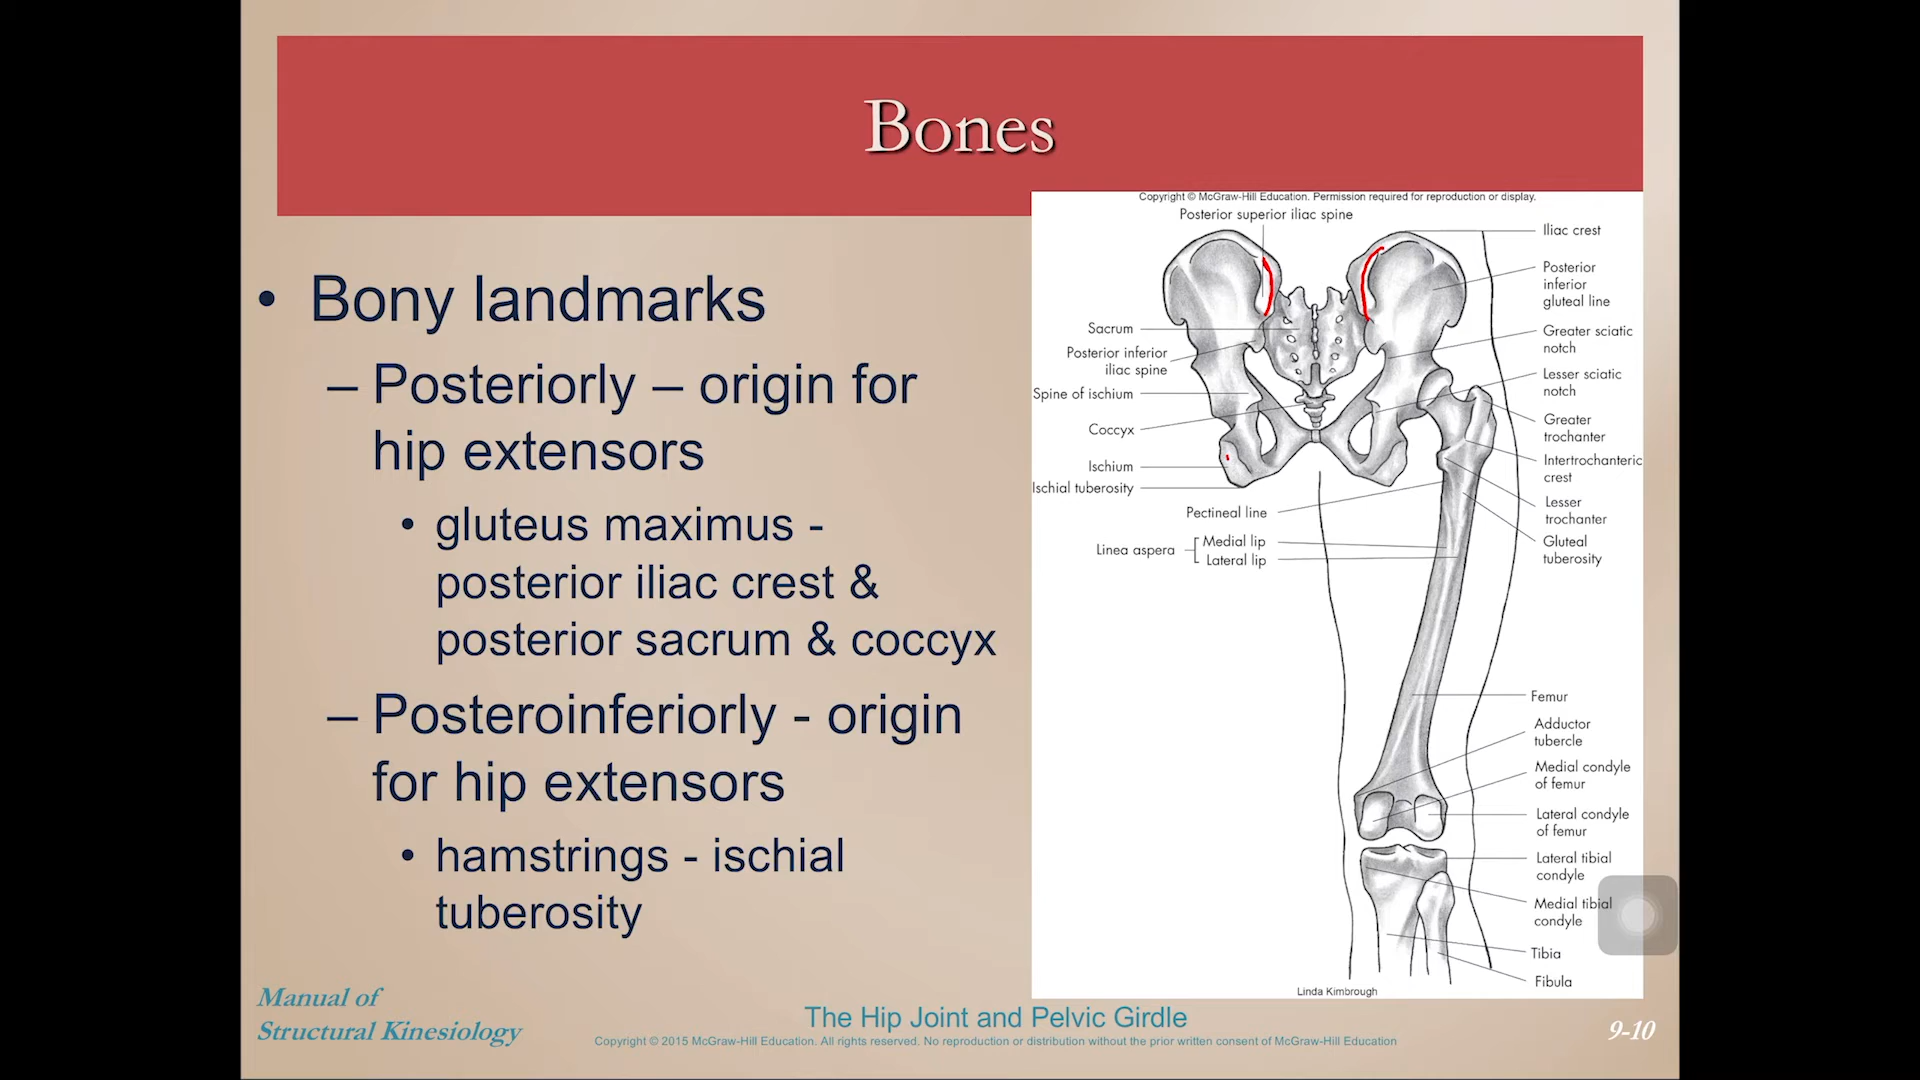 Bones
• Bony landmarks
– Posteriorly – origin for
hip extensors
• gluteus maximus -
posterior iliac crest &
posterior sacrum & coccyx
– Posteroinferiorly - origin
for hip extensors
• hamstrings - ischial
tuberosity
Copyright © McGraw-Hill Education. Permission required for reproduction or display.
Posterior superior iliac spine
Sacrum
Posterior inferior
iliac spine
Spine of ischium
Coccyx
Ischium
Ischial tuberosity
Pectineal line
Linea aspera
Medial lip
Lateral lip
Iliac crest
Posterior
inferior
gluteal line
Greater sciatic
notch
Lesser sciatic
notch
Greater
trochanter
Intertrochanteric
crest
Lesser
trochanter
Gluteal
tuberosity
Femur
Adductor
tubercle
Medial condyle
of femur
Lateral condyle
of femur
Lateral tibial
condyle
Medial tibial
condyle
Tibia
Fibula
Linda Kimbrough
Manual of
Structural Kinesiology
The Hip Joint and Pelvic Girdle
Copyright © 2015 McGraw-Hill Education. All rights reserved. No reproduction or distribution without the prior written consent of McGraw-Hill Education
9-10